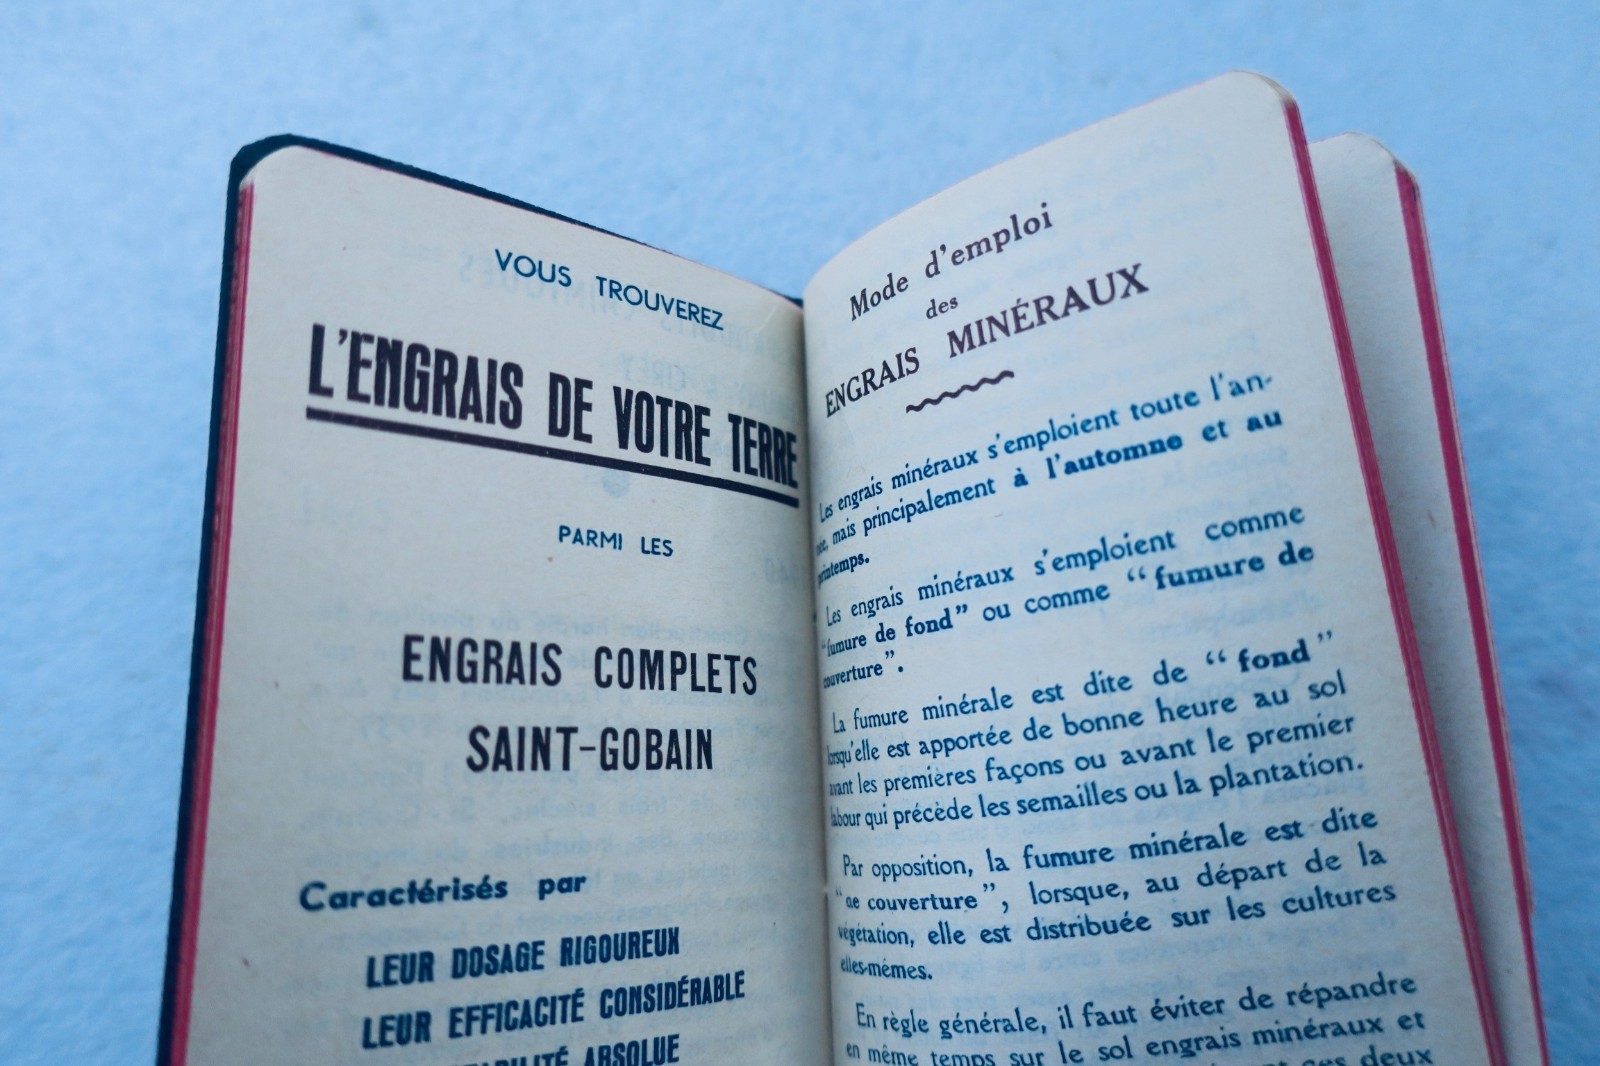 VOUS TROUVEREZ
L'ENGRAIS DE VOTRE TERRE
PARMI LES
ENGRAIS COMPLETS
SAINT-GOBAIN
Caractérisés par
LEUR DOSAGE RIGOUREUX
LEUR EFFICACITÉ CONSIDÉRABLE
ABSOLUE
Mode d'emploi
des
ENGRAIS MINÉRAUX
Les engrais minéraux s'emploient toute l'an-
née, mais principalement à l'automne et au
printemps.
Les engrais minéraux s'emploient comme
"fumure de fond" ou comme "fumure de
couverture".
La fumure minérale est dite de "fond"
lorsqu'elle est apportée de bonne heure au sol
avant les premières façons ou avant le premier
labour qui précède les semailles ou la plantation.
Par opposition, la fumure minérale est dite
"de couverture", lorsque, au départ de la
végétation, elle est distribuée sur les cultures
elles-mêmes.
En règle générale, il faut éviter de répandre
en même temps sur le sol engrais minéraux et
ces deux